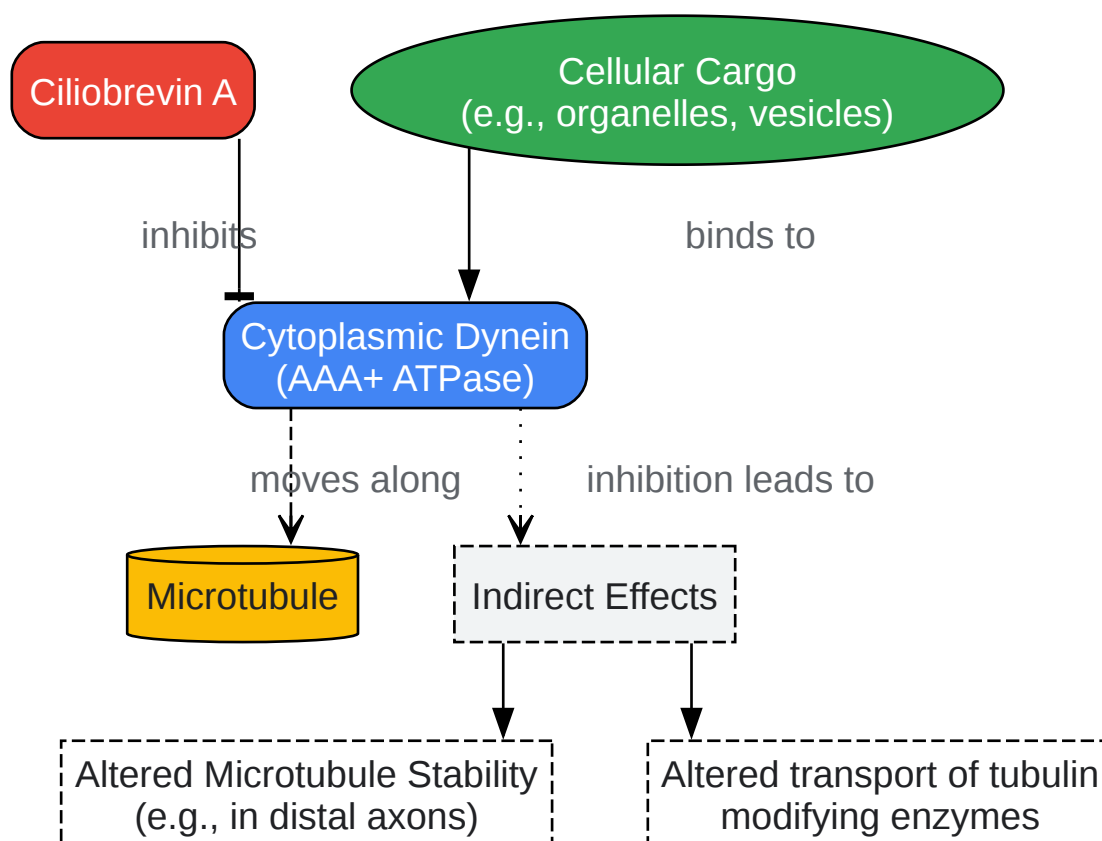 Ciliobrevin A
Cellular Cargo
(e.g., organelles, vesicles)
inhibits
binds to
Cytoplasmic Dynein
(AAA+ ATPase)
moves along
inhibition leads to
Microtubule
Indirect Effects
Altered Microtubule Stability
(e.g., in distal axons)
Altered transport of tubulin
modifying enzymes